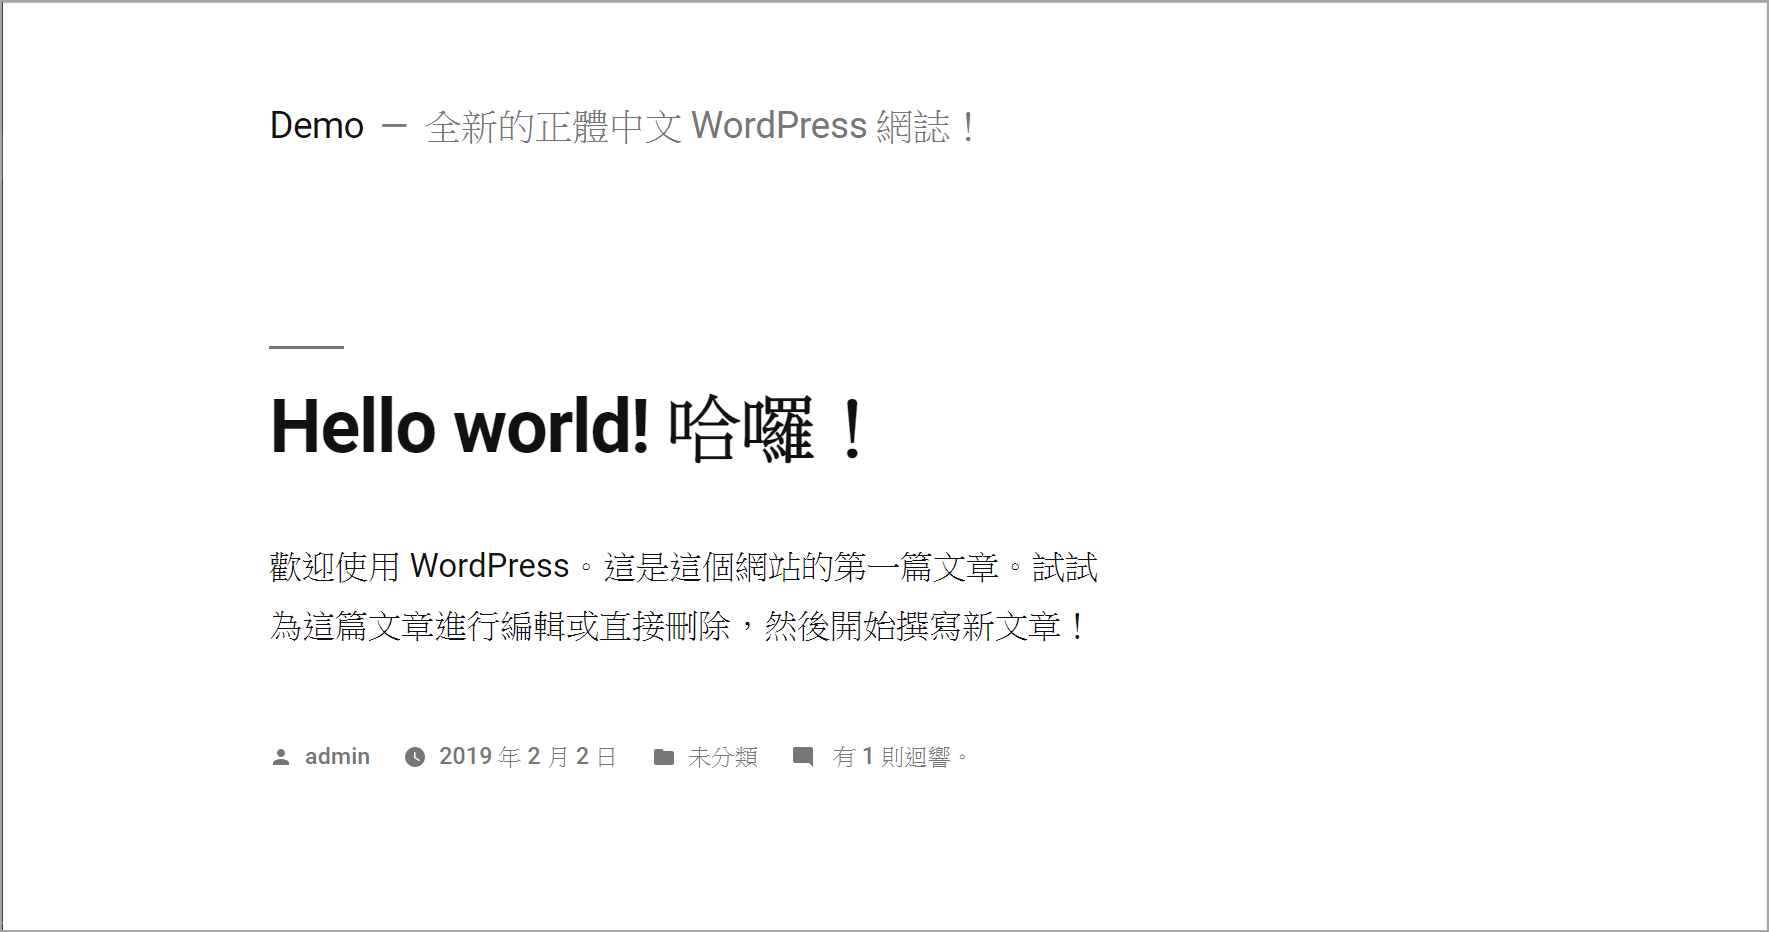 Demo — 全新的正體中文 WordPress 網誌！
Hello world! 哈囉！
歡迎使用 WordPress。這是這個網站的第一篇文章。試試
為這篇文章進行編輯或直接刪除，然後開始撰寫新文章！
admin 2019 年 2 月 2 日 未分類 有 1 則迴響。